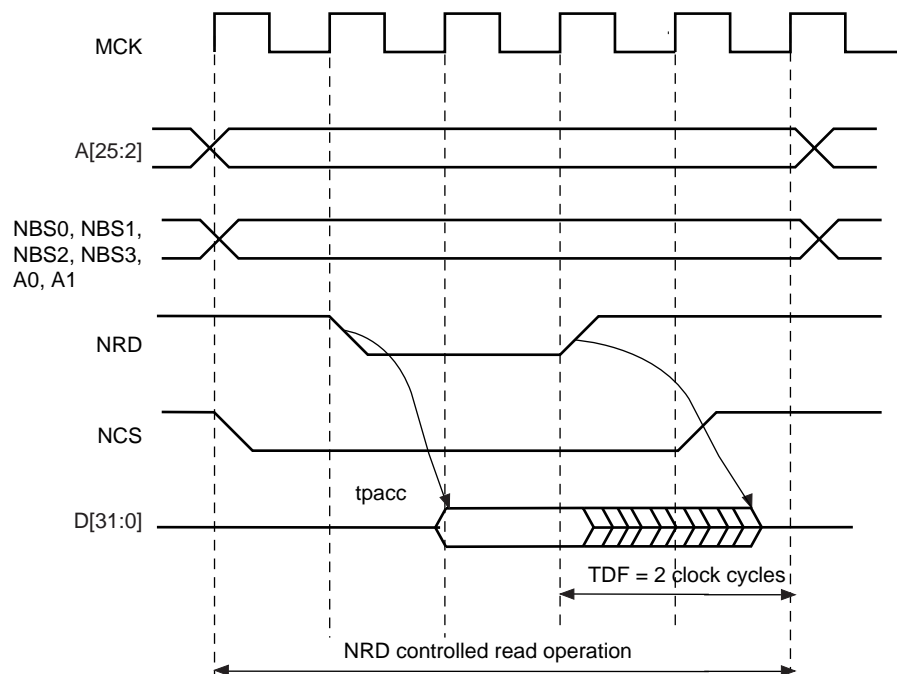 MCK
A[25:2]
NBS0, NBS1,
NBS2, NBS3,
A0, A1
NRD
NCS
tpacc
D[31:0]
TDF = 2 clock cycles
NRD controlled read operation